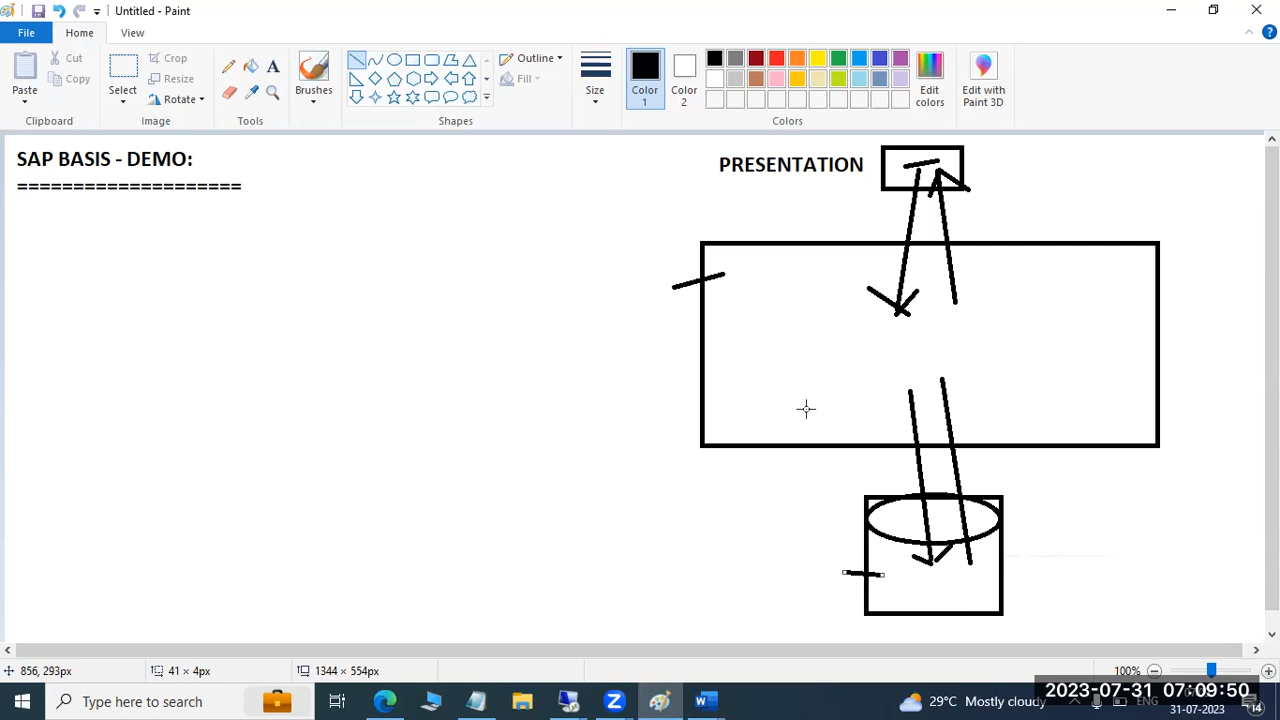 Untitled - Paint
File
Home
View
Paste
Cut
Copy
Clipboard
Select
Crop
Resize
Rotate
Image
A
Tools
Brushes
Outline
Fill
Shapes
Size
Color 1
Color 2
Edit colors
Colors
Edit with Paint 3D
SAP BASIS - DEMO:
====================
PRESENTATION
856, 293px
41 × 4px
1344 × 554px
100%
Type here to search
29°C Mostly cloudy
ENG
2023-07-31 07:09:50
31-07-2023
14